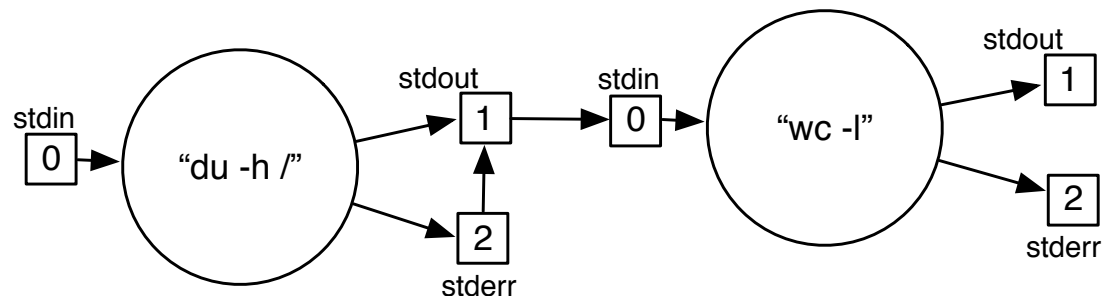 stdin
0
“du -h /”
stdout
1
2
stderr
stdin
0
“wc -l”
stdout
1
2
stderr